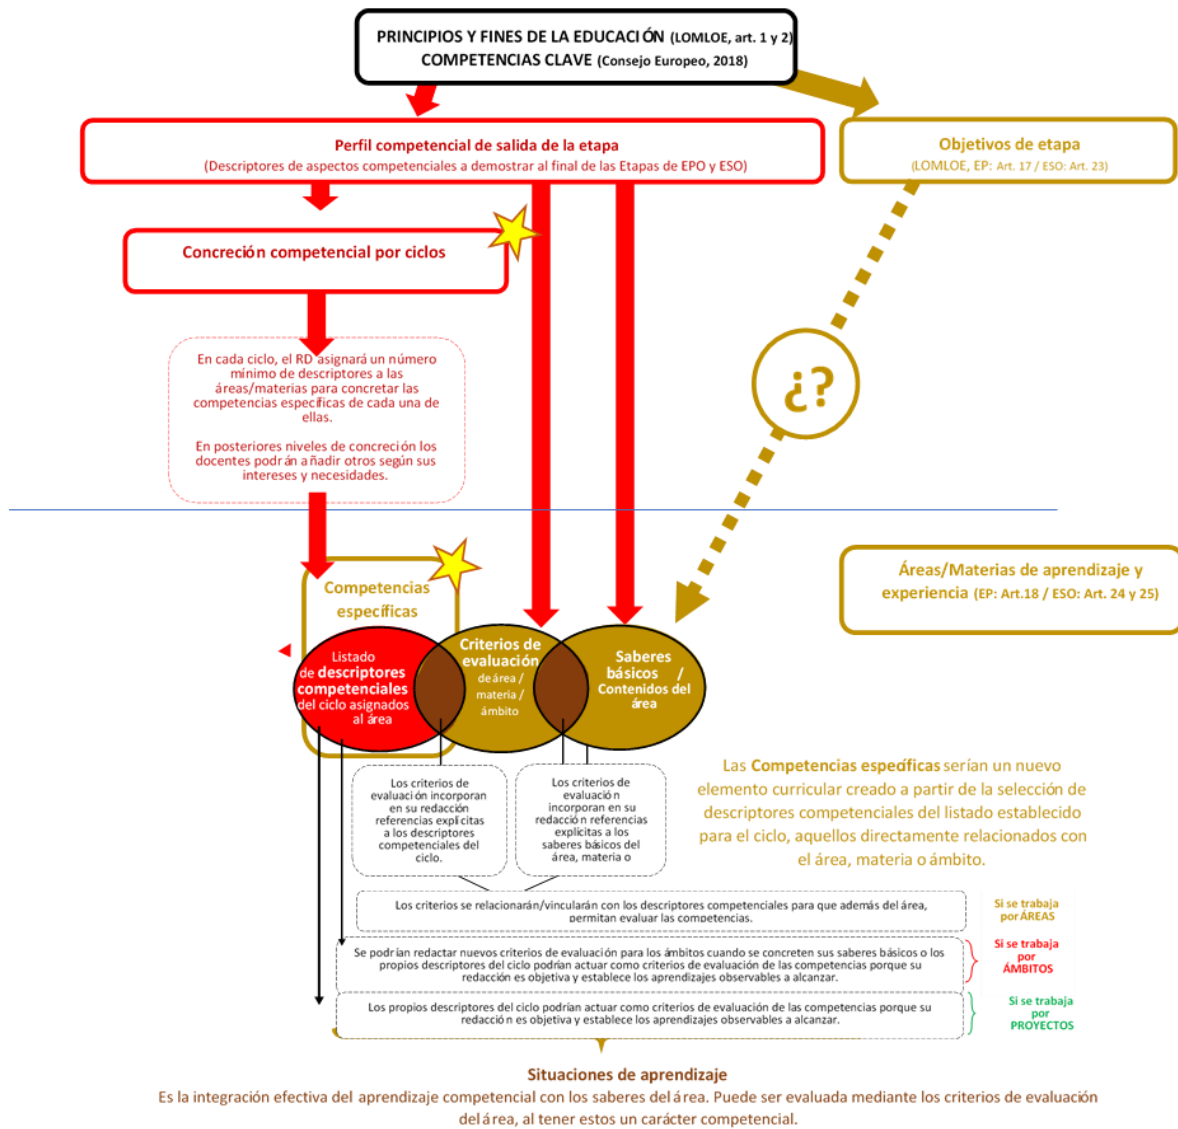 PRINCIPIOS Y FINES DE LA EDUCACIÓN (LOMLOE, art. 1 y 2)
COMPETENCIAS CLAVE (Consejo Europeo, 2018)
Perfil competencial de salida de la etapa
(Descriptores de aspectos competenciales a demostrar al final de las Etapas de EPO y ESO)
Objetivos de etapa
(LOMLOE, EP: Art. 17 / ESO: Art. 23)
Concreción competencial por ciclos
En cada ciclo, el RD asignará un número
mínimo de descriptores a las
áreas/materias para concretar las
competencias específicas de cada una de
ellas.
En posteriores niveles de concreción los
docentes podrán añadir otros según sus
intereses y necesidades.
¿?
Áreas/Materias de aprendizaje y
experiencia (EP: Art.18 / ESO: Art. 24 y 25)
Competencias
específicas
Listado
de descriptores
competenciales
del ciclo asignados
al área
Criterios de
evaluación
de área /
materia /
ámbito
Saberes
básicos /
Contenidos del
área
Los criterios de
evaluación incorporan
en su redacción
referencias explícitas
a los descriptores
competenciales del
ciclo.
Los criterios de
evaluación
incorporan en su
redacción referencias
explícitas a los
saberes básicos del
área, materia o
Las Competencias específicas serían un nuevo
elemento curricular creado a partir de la selección de
descriptores competenciales del listado establecido
para el ciclo, aquellos directamente relacionados con
el área, materia o ámbito.
Los criterios se relacionarán/vincularán con los descriptores competenciales para que además del área,
permitan evaluar las competencias.
Si se trabaja
por ÁREAS
Se podrían redactar nuevos criterios de evaluación para los ámbitos cuando se concreten sus saberes básicos o los
propios descriptores del ciclo podrían actuar como criterios de evaluación de las competencias porque su
redacción es objetiva y establece los aprendizajes observables a alcanzar.
Si se trabaja
por
ÁMBITOS
Los propios descriptores del ciclo podrían actuar como criterios de evaluación de las competencias porque su
redacción es objetiva y establece los aprendizajes observables a alcanzar.
Si se trabaja
por
PROYECTOS
Situaciones de aprendizaje
Es la integración efectiva del aprendizaje competencial con los saberes del área. Puede ser evaluada mediante los criterios de evaluación
del área, al tener estos un carácter competencial.